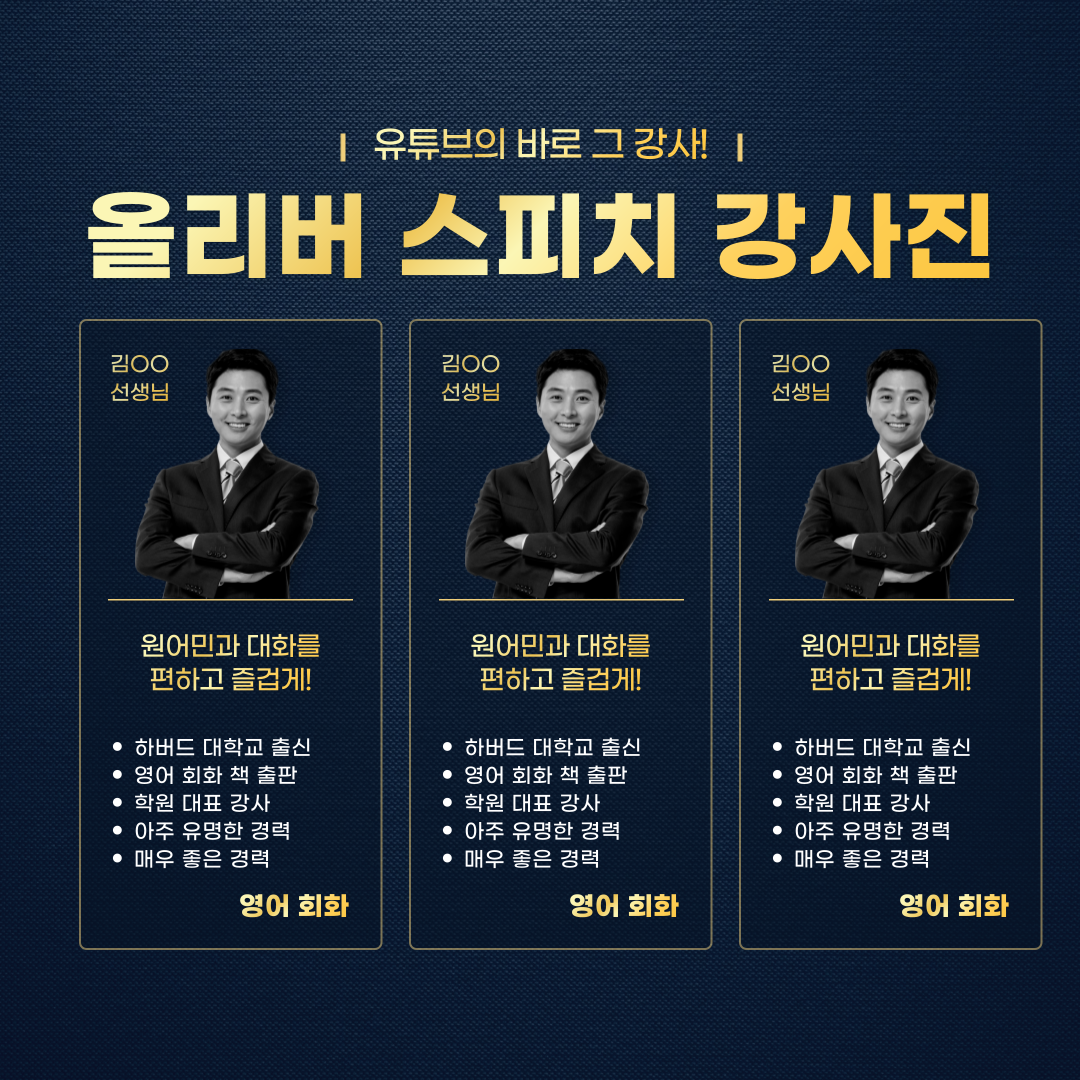 유튜브의 바로 그 강사!
올리버 스피치 강사진
김○○
선생님
원어민과 대화를
편하고 즐겁게!
• 하버드 대학교 출신
• 영어 회화 책 출판
• 학원 대표 강사
• 아주 유명한 경력
• 매우 좋은 경력
영어 회화
김○○
선생님
원어민과 대화를
편하고 즐겁게!
• 하버드 대학교 출신
• 영어 회화 책 출판
• 학원 대표 강사
• 아주 유명한 경력
• 매우 좋은 경력
영어 회화
김○○
선생님
원어민과 대화를
편하고 즐겁게!
• 하버드 대학교 출신
• 영어 회화 책 출판
• 학원 대표 강사
• 아주 유명한 경력
• 매우 좋은 경력
영어 회화